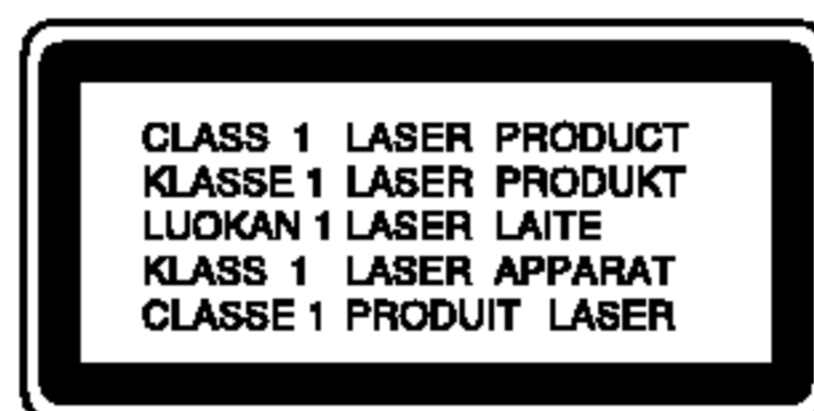 CLASS 1 LASER PRODUCT
KLASSE 1 LASER PRODUKT
LUOKAN 1 LASER LAITE
KLASS 1 LASER APPARAT
CLASSE 1 PRODUIT LASER